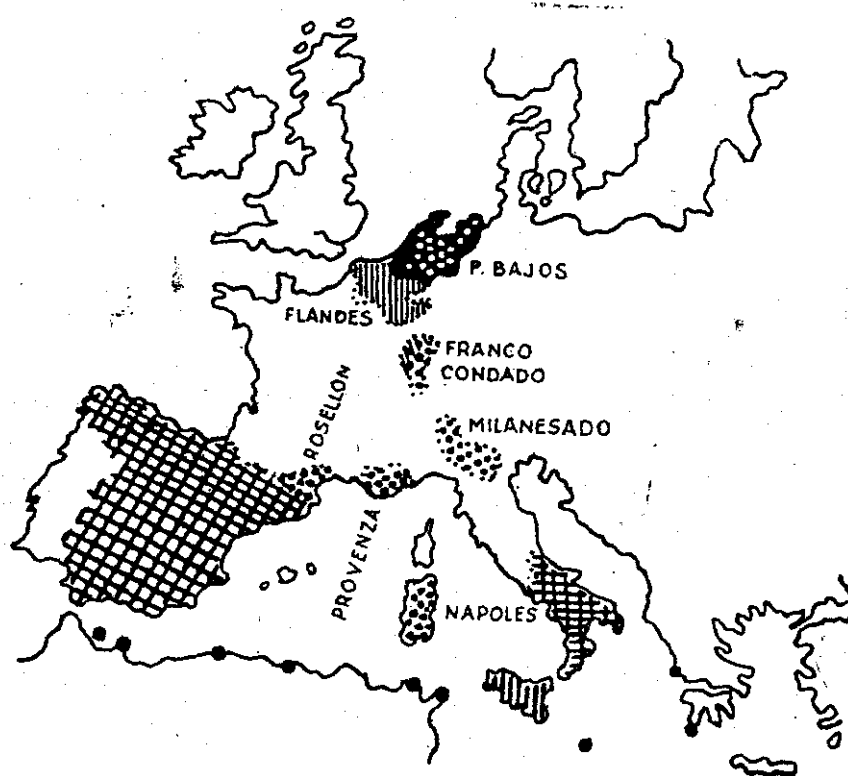 P. BAJOS
FLANDES
FRANCO
CONDADO
ROSELLON
MILANESADO
PROVENZA
NAPOLES